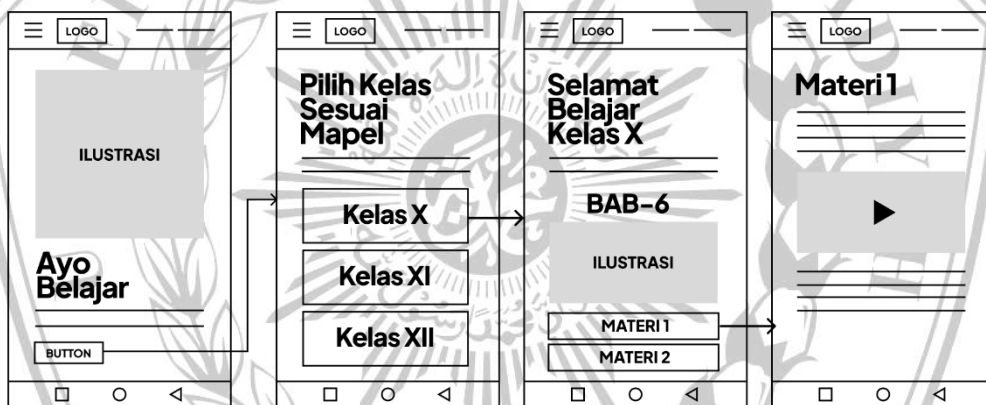 LOGO
ILUSTRASI
Ayo
Belajar
BUTTON
LOGO
Pilih Kelas
Sesuai
Mapel
Kelas X
Kelas XI
Kelas XII
LOGO
Selamat
Belajar
Kelas X
BAB-6
ILUSTRASI
MATERI 1
MATERI 2
LOGO
Materi 1